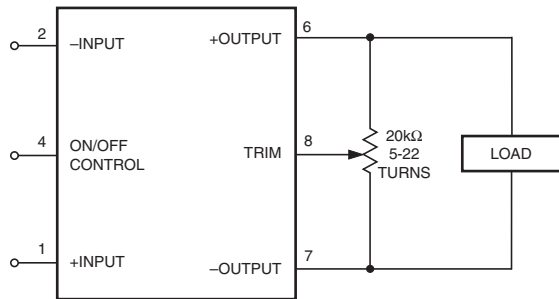 2
–INPUT
+OUTPUT
6
4
ON/OFF
CONTROL
TRIM
8
20kΩ
5-22
TURNS
LOAD
1
+INPUT
–OUTPUT
7